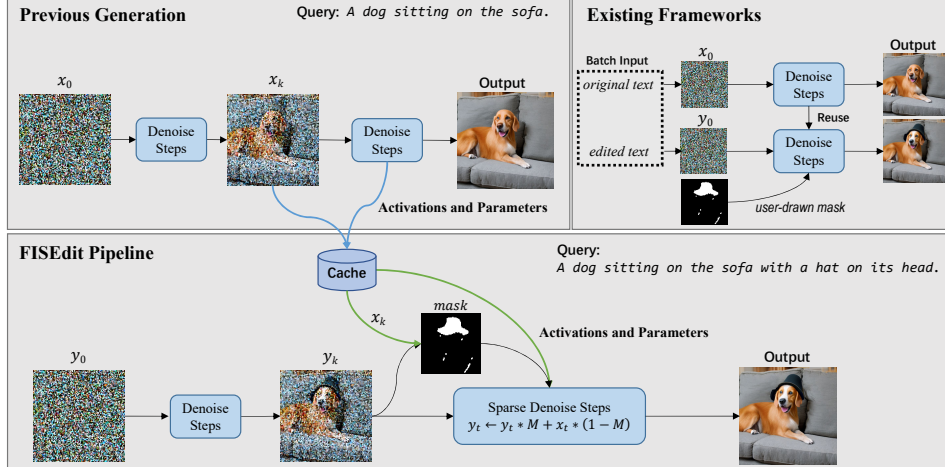 Previous Generation
Query: A dog sitting on the sofa.
x₀
Denoise
Steps
xₖ
Denoise
Steps
Output
Activations and Parameters
Existing Frameworks
Batch Input
original text
edited text
x₀
Denoise
Steps
Output
Reuse
y₀
Denoise
Steps
user-drawn mask
FISEdit Pipeline
Query:
A dog sitting on the sofa with a hat on its head.
Cache
xₖ
mask
Activations and Parameters
y₀
Denoise
Steps
yₖ
Sparse Denoise Steps
yₜ ← yₜ * M + xₜ * (1 − M)
Output